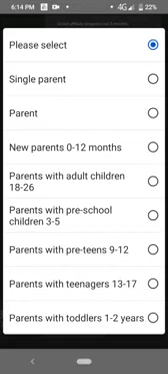 6:14 PM
4G 22%
Please select
Single parent
Parent
New parents 0-12 months
Parents with adult children
18-26
Parents with pre-school
children 3-5
Parents with pre-teens 9-12
Parents with teenagers 13-17
Parents with toddlers 1-2 years